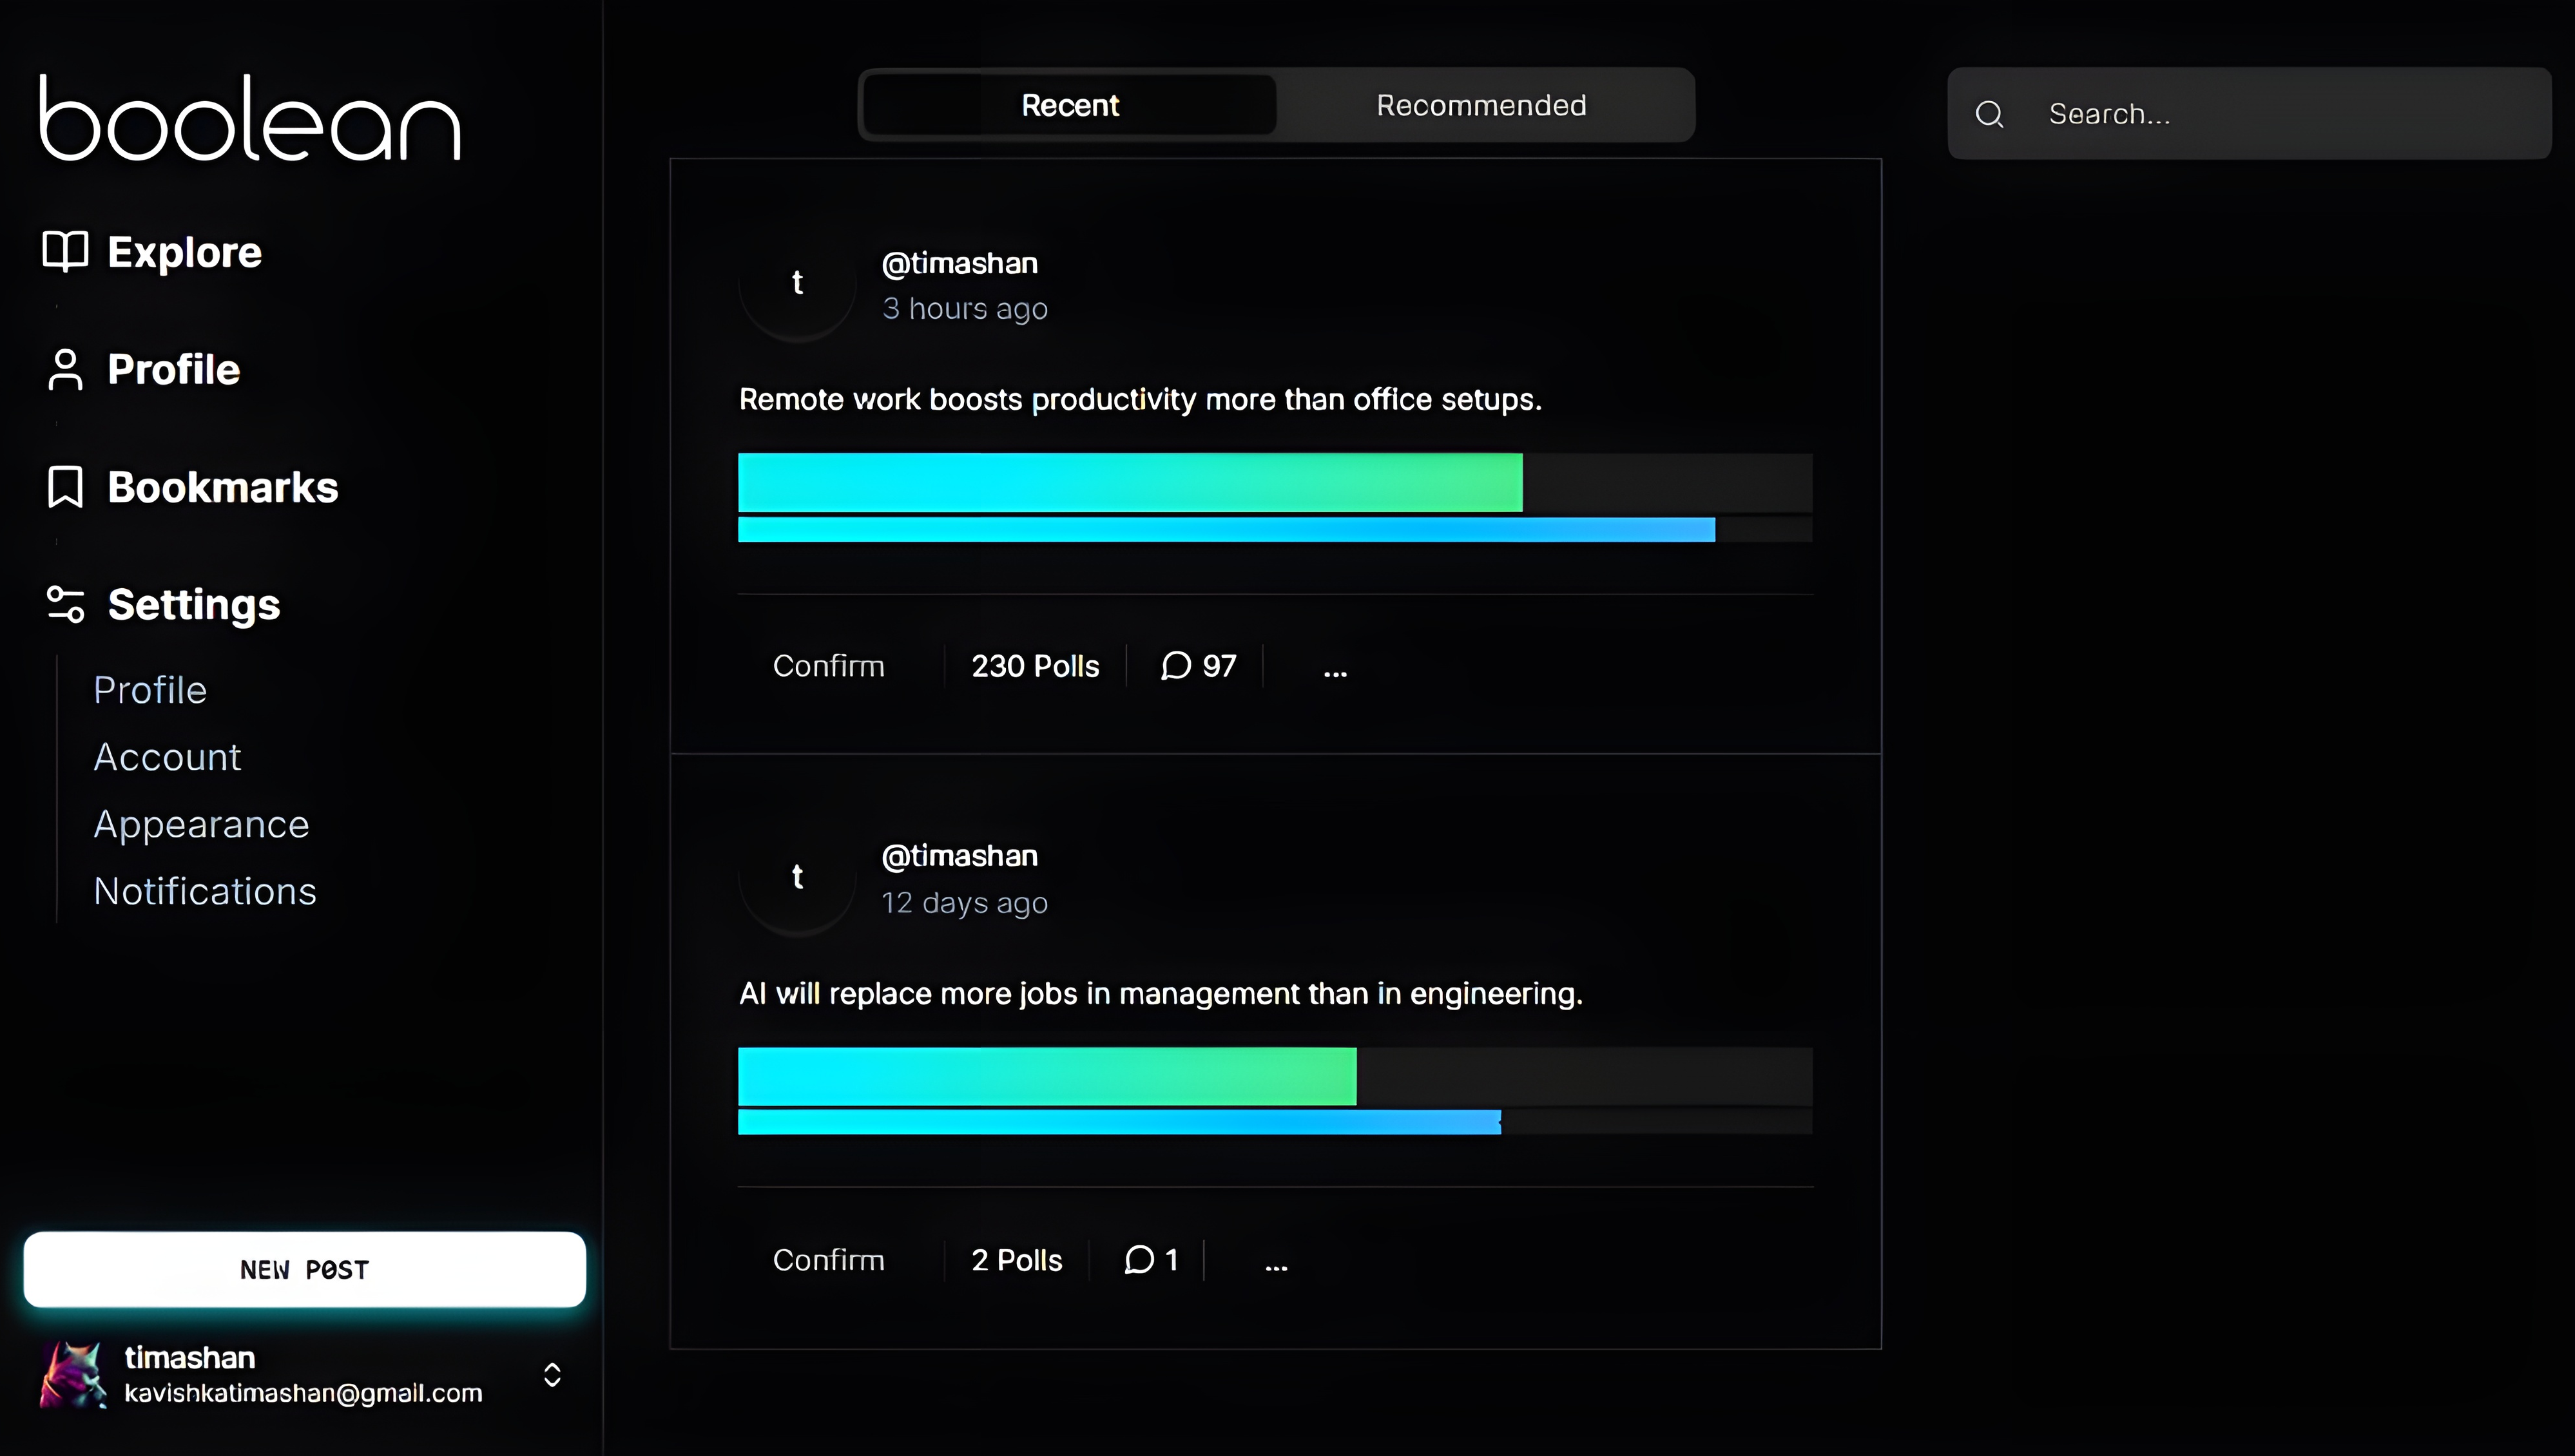 boolean
Explore
Profile
Bookmarks
Settings
Profile
Account
Appearance
Notifications
NEW POST
timashan
kavishkatimashan@gmail.com
Recent
Recommended
t
@timashan
3 hours ago
Remote work boosts productivity more than office setups.
Confirm
230 Polls
97
...
t
@timashan
12 days ago
AI will replace more jobs in management than in engineering.
Confirm
2 Polls
1
...
Search...